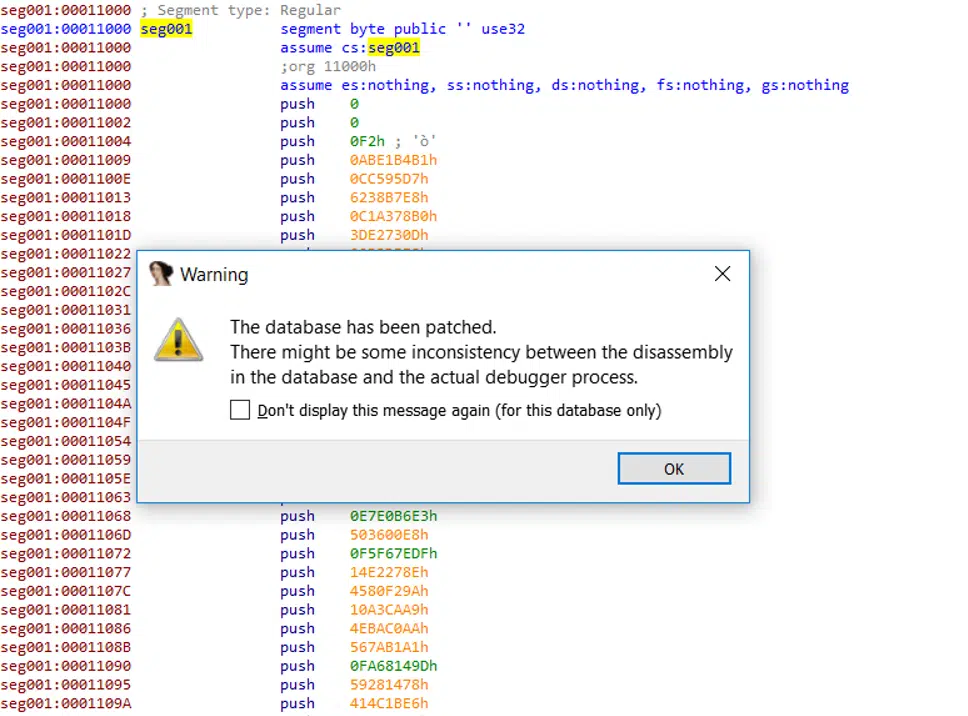 seg001:00011000 ; Segment type: Regular
seg001:00011000 seg001 segment byte public '' use32
seg001:00011000 assume cs:seg001
seg001:00011000 ;org 11000h
seg001:00011000 assume es:nothing, ss:nothing, ds:nothing, fs:nothing, gs:nothing
seg001:00011000 push 0
seg001:00011002 push 0
seg001:00011004 push 0F2h ; 'ò'
seg001:00011009 push 0ABE1B4B1h
seg001:0001100E push 0CC595D7h
seg001:00011013 push 6238B7E8h
seg001:00011018 push 0C1A378B0h
seg001:0001101D push 3DE2730Dh
seg001:00011022
seg001:00011027
seg001:0001102C
seg001:00011031
seg001:00011036
seg001:0001103B
seg001:00011040
seg001:00011045
seg001:0001104A
seg001:0001104F
seg001:00011054
seg001:00011059
seg001:0001105E
seg001:00011063
Warning
The database has been patched.
There might be some inconsistency between the disassembly
in the database and the actual debugger process.
Don't display this message again (for this database only)
OK
seg001:00011068 push 0E7E0B6E3h
seg001:0001106D push 503600E8h
seg001:00011072 push 0F5F67EDFh
seg001:00011077 push 14E2278Eh
seg001:0001107C push 4580F29Ah
seg001:00011081 push 10A3CAA9h
seg001:00011086 push 4EBAC0AAh
seg001:0001108B push 567AB1A1h
seg001:00011090 push 0FA68149Dh
seg001:00011095 push 59281478h
seg001:0001109A push 414C1BE6h